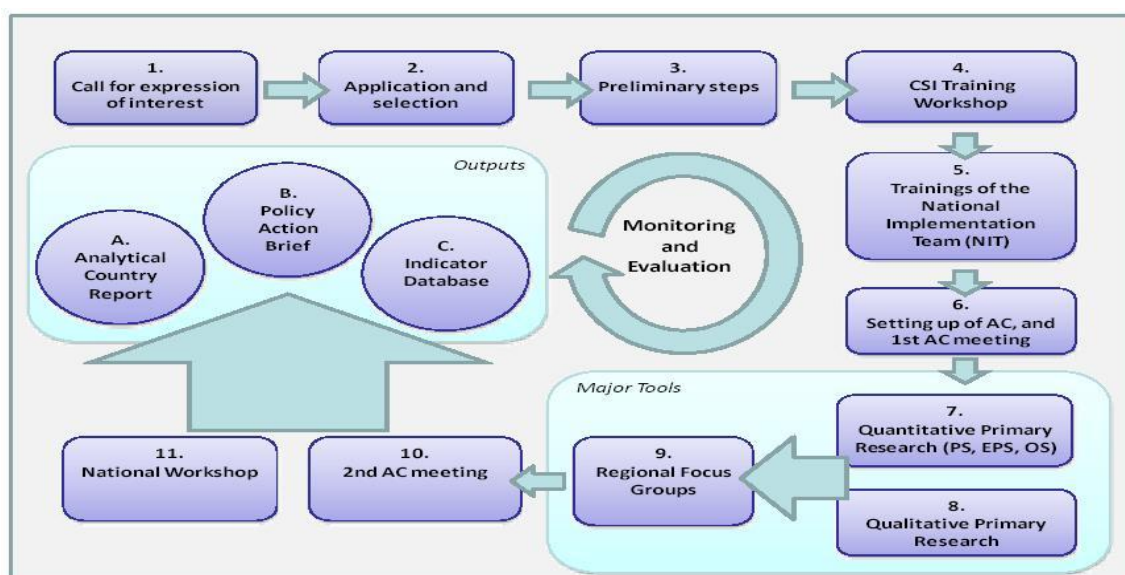 1.
Call for expression
of interest
2.
Application and
selection
3.
Preliminary steps
4.
CSI Training
Workshop
5.
Trainings of the
National
Implementation
Team (NIT)
6.
Setting up of AC, and
1st AC meeting
Major Tools
7.
Quantitative Primary
Research (PS, EPS, OS)
8.
Qualitative Primary
Research
9.
Regional Focus
Groups
10.
2nd AC meeting
11.
National Workshop
Outputs
A.
Analytical
Country
Report
B.
Policy
Action
Brief
C.
Indicator
Database
Monitoring
and
Evaluation